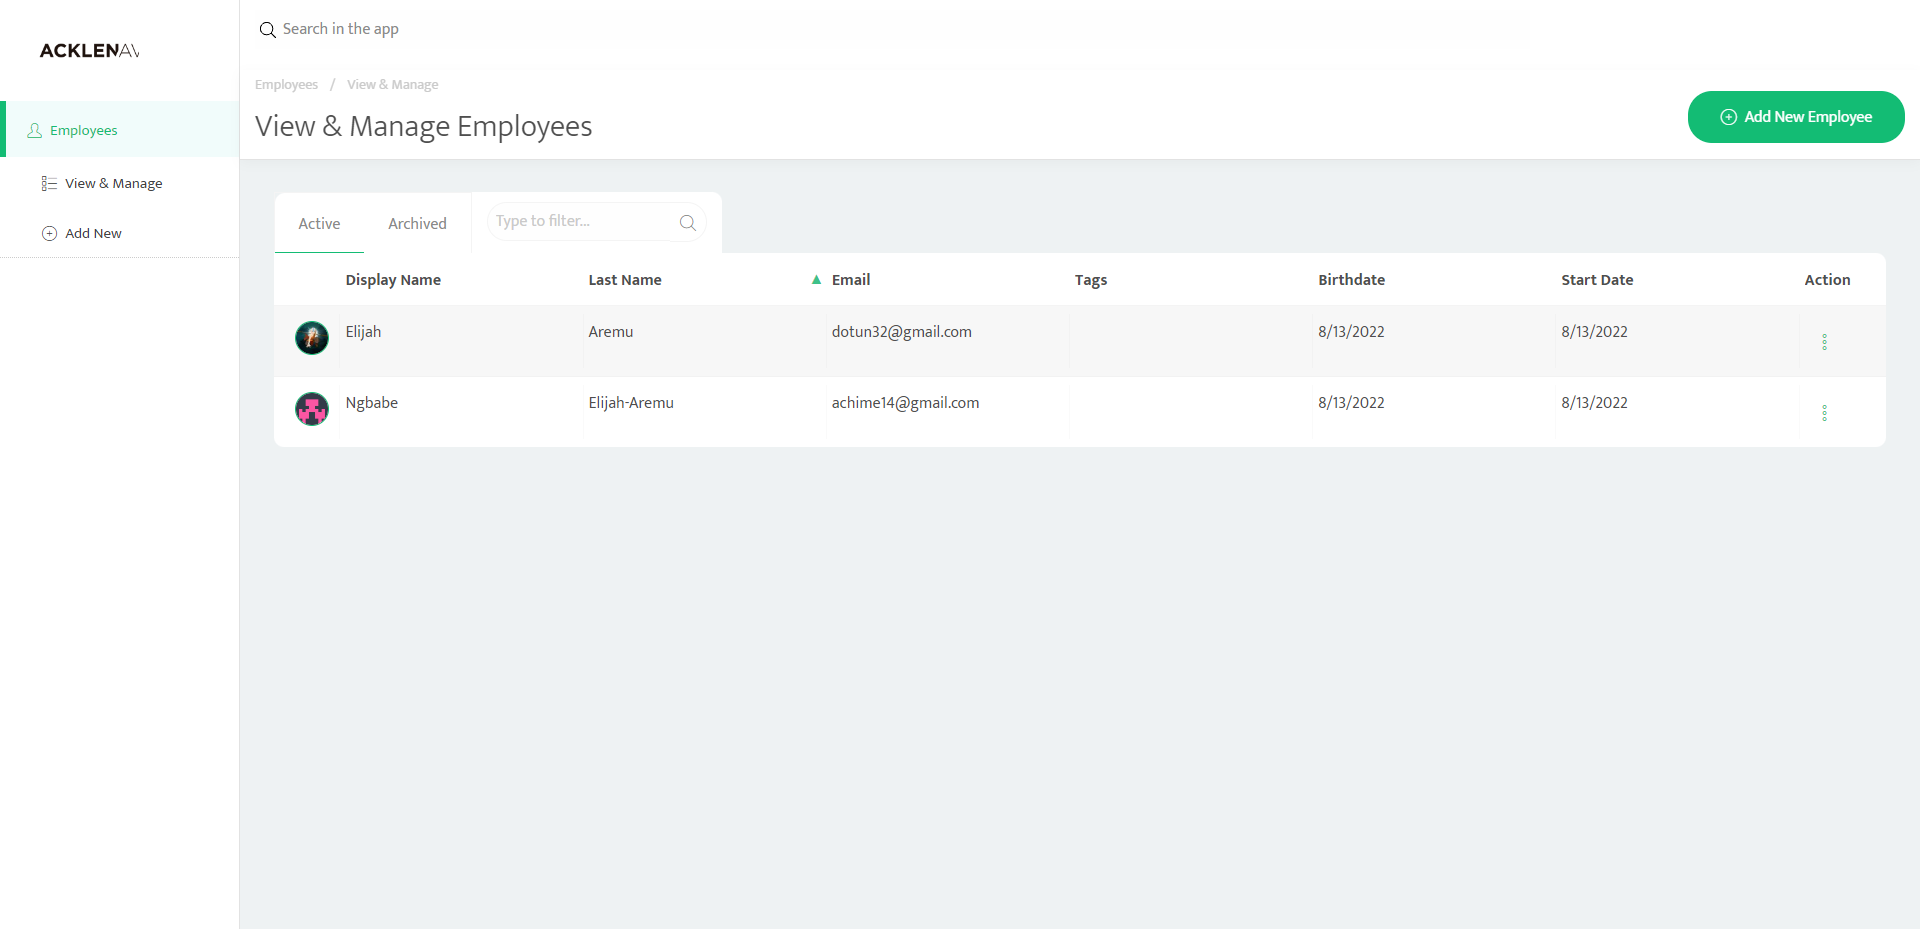 ACKLENAV
Search in the app
Employees / View & Manage
View & Manage Employees
Add New Employee
Employees
View & Manage
Add New
Active Archived Type to filter...
Display Name Last Name ▲ Email Tags Birthdate Start Date Action
Elijah Aremu dotun32@gmail.com 8/13/2022 8/13/2022
Ngbabe Elijah-Aremu achime14@gmail.com 8/13/2022 8/13/2022